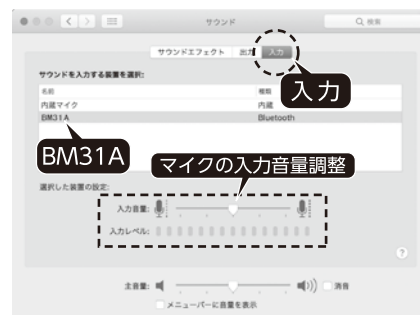 サウンド
検索
サウンドエフェクト 出力 入力
サウンドを入力する装置を選択:
名前 種類
入力
内蔵マイク 内蔵
BM31A Bluetooth
BM31A
マイクの入力音量調整
選択した装置の設定:
入力音量:
入力レベル:
?
主音量: 消音
メニューバーに音量を表示